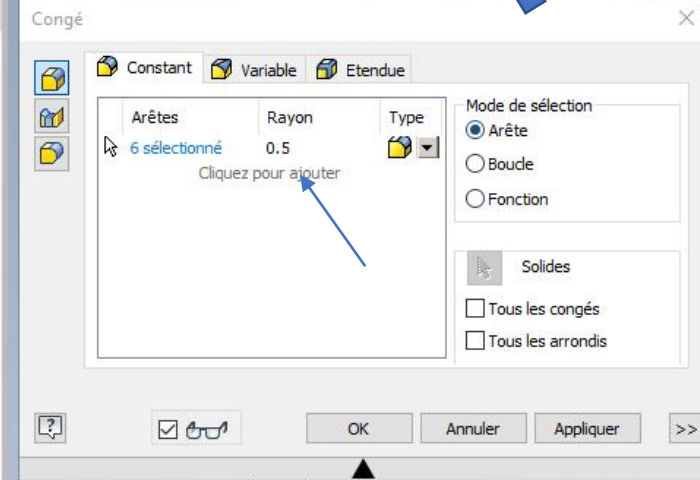 Congé
Constant Variable Etendue
Arêtes Rayon Type
6 sélectionné 0.5
Cliquez pour ajouter
Mode de sélection
Arête
Boucle
Fonction
Solides
Tous les congés
Tous les arrondis
OK Annuler Appliquer >>